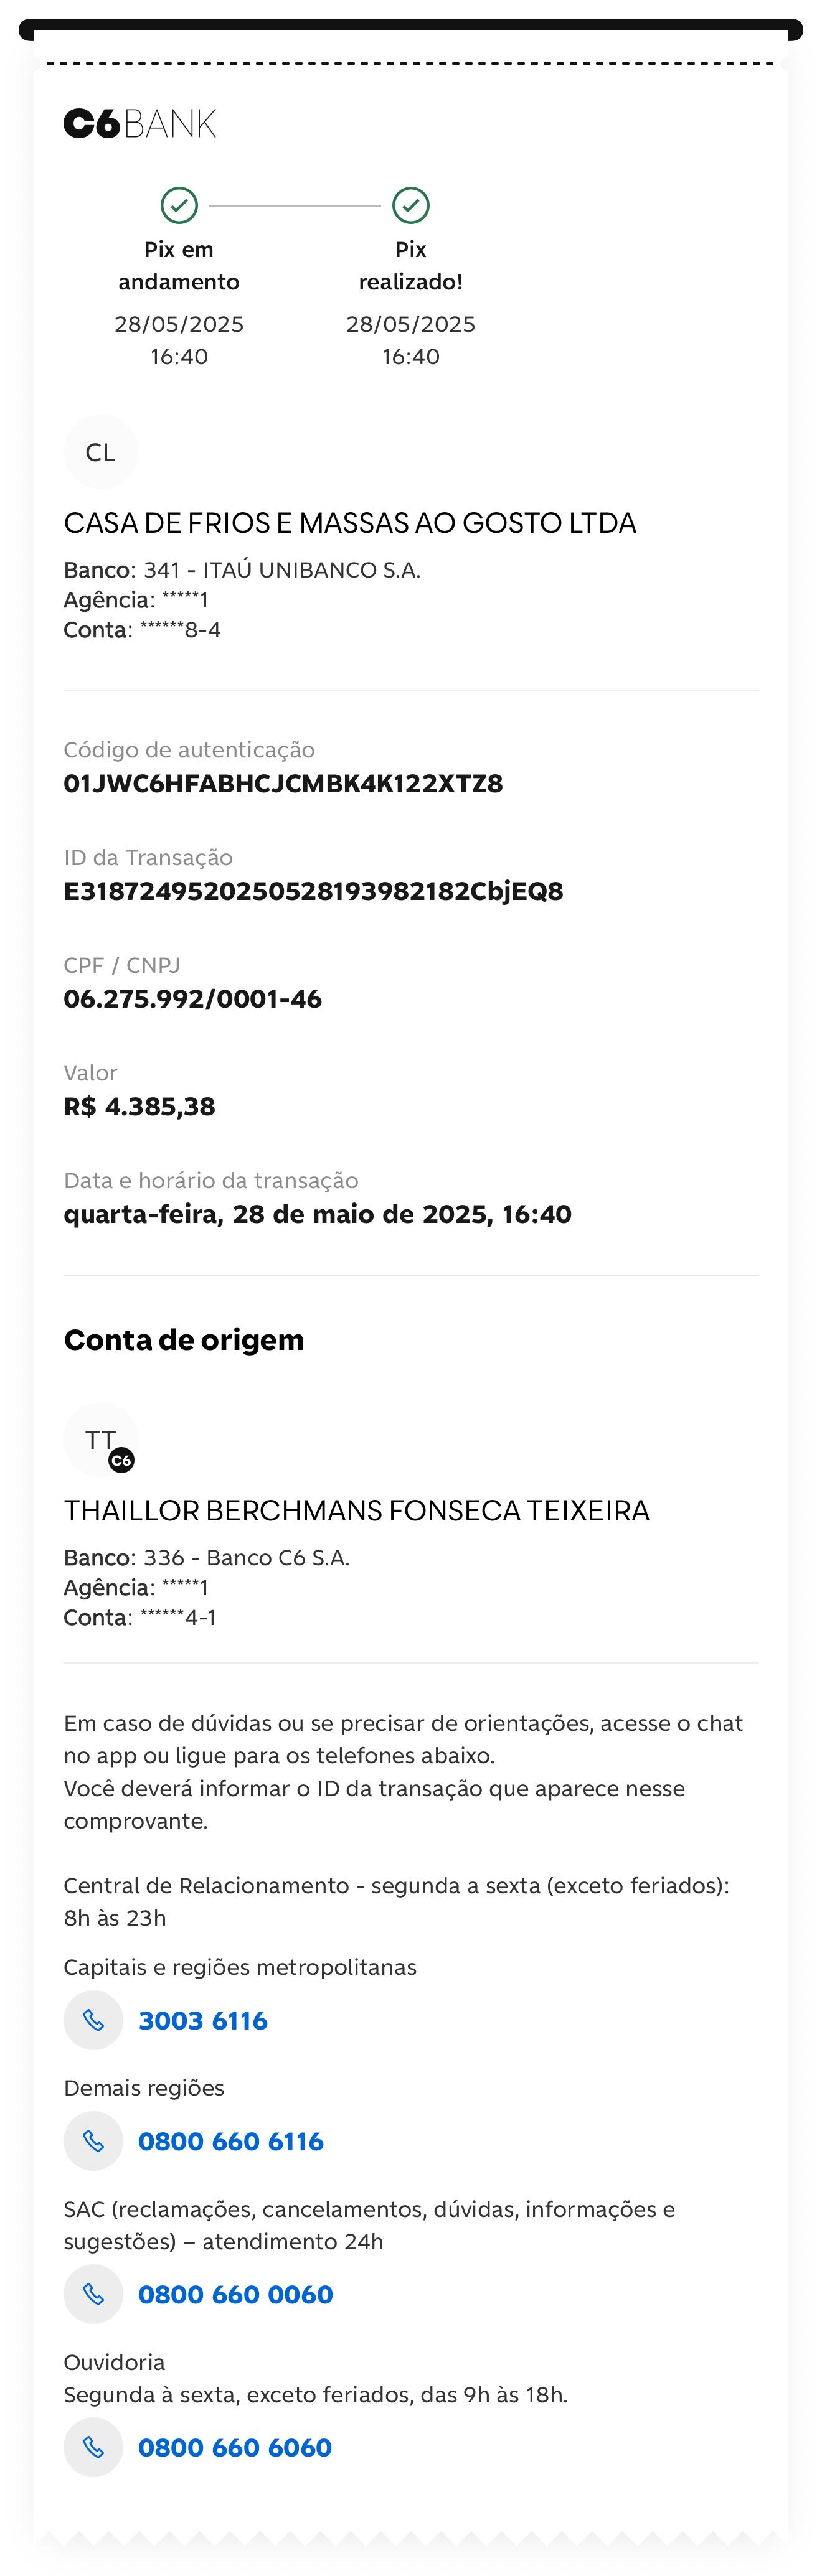 C6BANK
Pix em andamento
28/05/2025
16:40
Pix realizado!
28/05/2025
16:40
CL
CASA DE FRIOS E MASSAS AO GOSTO LTDA
Banco: 341 - ITAÚ UNIBANCO S.A.
Agência: *****1
Conta: ******8-4
Código de autenticação
01JWC6HFABHCJCMBK4K122XTZ8
ID da Transação
E3187249520250528193982182CbjEQ8
CPF / CNPJ
06.275.992/0001-46
Valor
R$ 4.385,38
Data e horário da transação
quarta-feira, 28 de maio de 2025, 16:40
Conta de origem
TT
C6
THAILLOR BERCHMANS FONSECA TEIXEIRA
Banco: 336 - Banco C6 S.A.
Agência: *****1
Conta: ******4-1
Em caso de dúvidas ou se precisar de orientações, acesse o chat
no app ou ligue para os telefones abaixo.
Você deverá informar o ID da transação que aparece nesse
comprovante.
Central de Relacionamento - segunda a sexta (exceto feriados):
8h às 23h
Capitais e regiões metropolitanas
3003 6116
Demais regiões
0800 660 6116
SAC (reclamações, cancelamentos, dúvidas, informações e
sugestões) – atendimento 24h
0800 660 0060
Ouvidoria
Segunda à sexta, exceto feriados, das 9h às 18h.
0800 660 6060